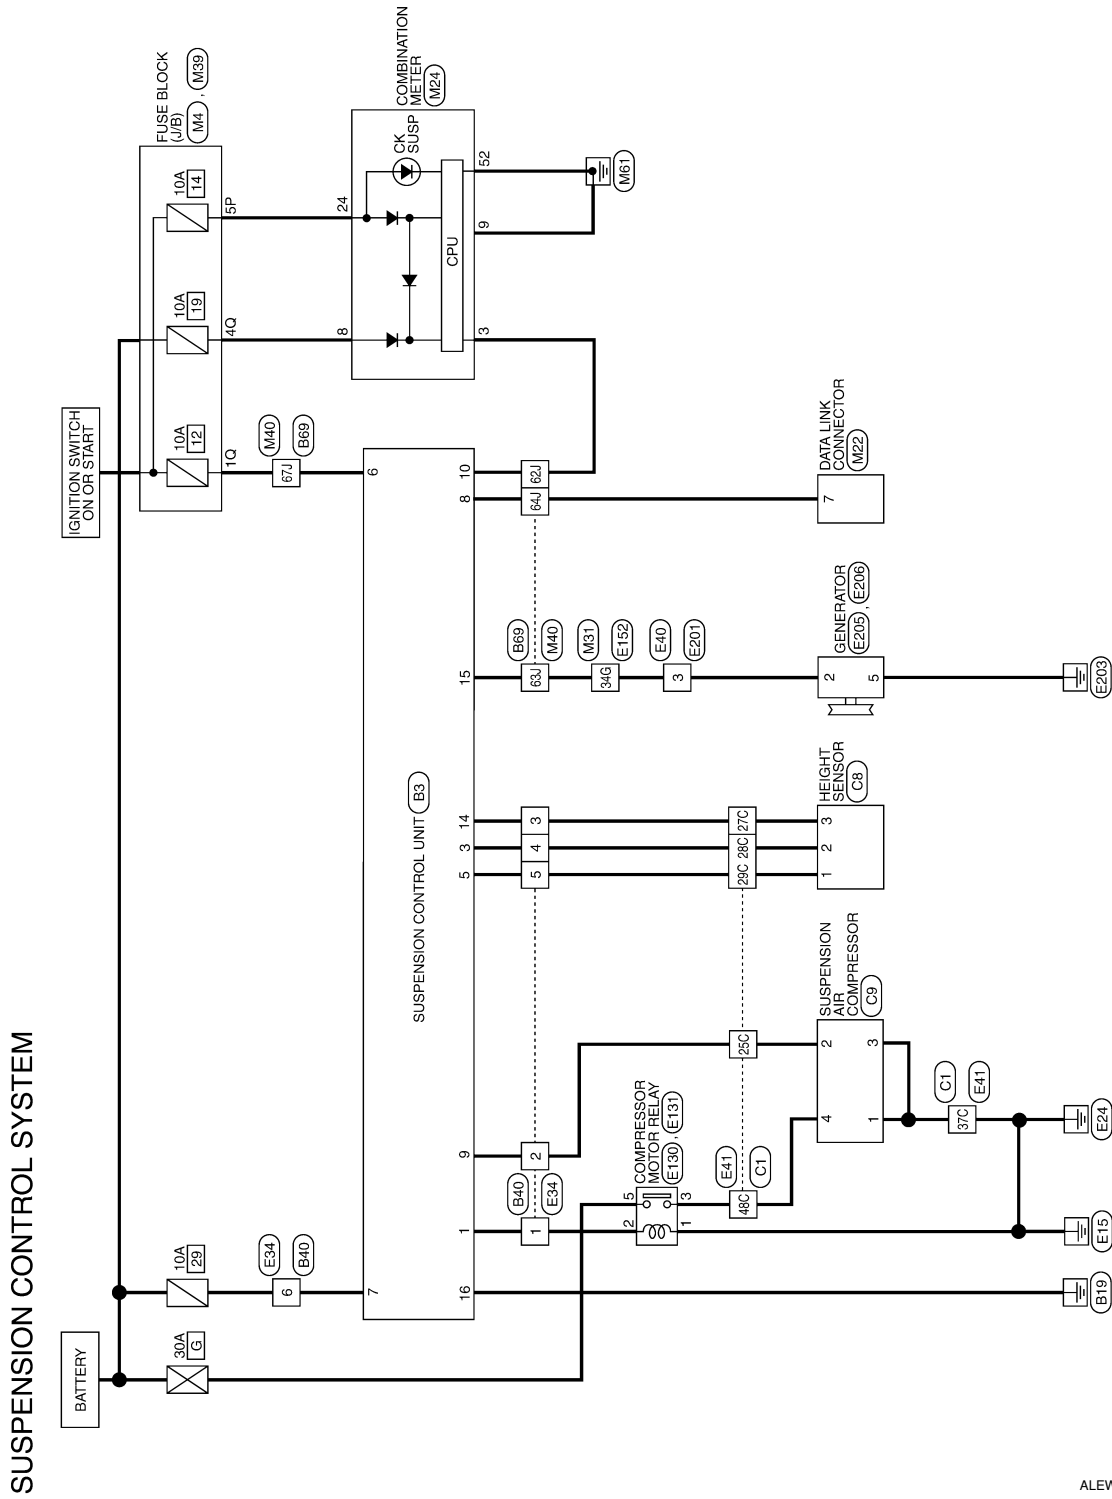 SUSPENSION CONTROL SYSTEM
BATTERY
IGNITION SWITCH
ON OR START
30A
G
10A
29
10A
12
10A
19
10A
14
FUSE BLOCK
(J/B)
M4 , M39
1Q
4Q
5P
6
E34
B40
67J
M40
B69
8
24
COMBINATION
METER
M24
CK
SUSP
CPU
3
9
52
M61
7
6
SUSPENSION CONTROL UNIT
B3
16
1
9
5
3
14
15
8
10
1
B40
E34
2
5
4
3
63J
B69
M40
64J
62J
34G
M31
E152
3
E40
E201
2
5
1
3
COMPRESSOR
MOTOR RELAY
E130 , E131
48C
E41
C1
25C
29C
28C
27C
4
2
1
3
SUSPENSION
AIR
COMPRESSOR
C9
1
2
3
HEIGHT
SENSOR
C8
2
5
GENERATOR
E205 , E206
7
DATA LINK
CONNECTOR
M22
37C
C1
E41
B19
E15
E24
E203
ALEW